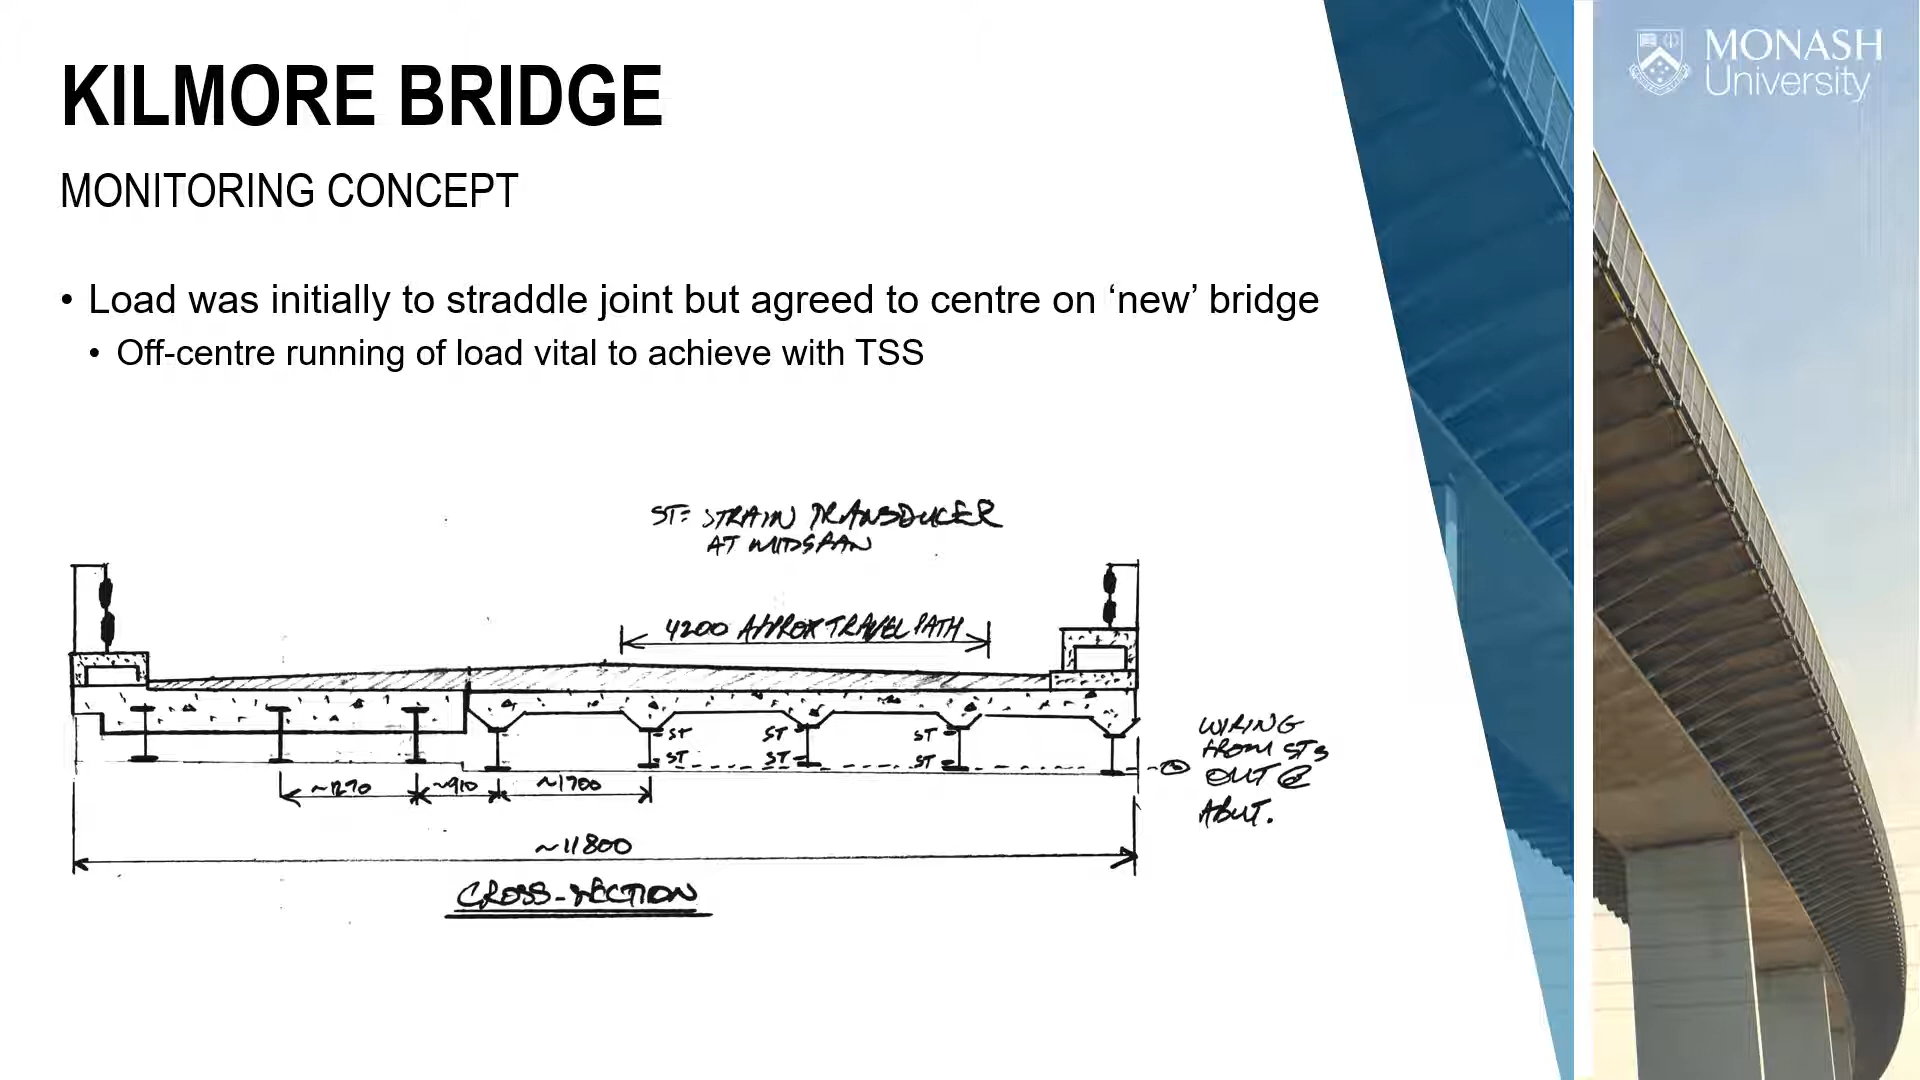 KILMORE BRIDGE
MONASH
University
MONITORING CONCEPT
• Load was initially to straddle joint but agreed to centre on ‘new’ bridge
• Off-centre running of load vital to achieve with TSS
ST= STRAIN TRANSDUCER
AT MIDSPAN
4200 APPROX TRAVEL PATH
ST ST ST
ST ST ST
WIRING
FROM STs
OUT @
ABUT.
~1270 ~910 ~1700
~11800
CROSS-SECTION